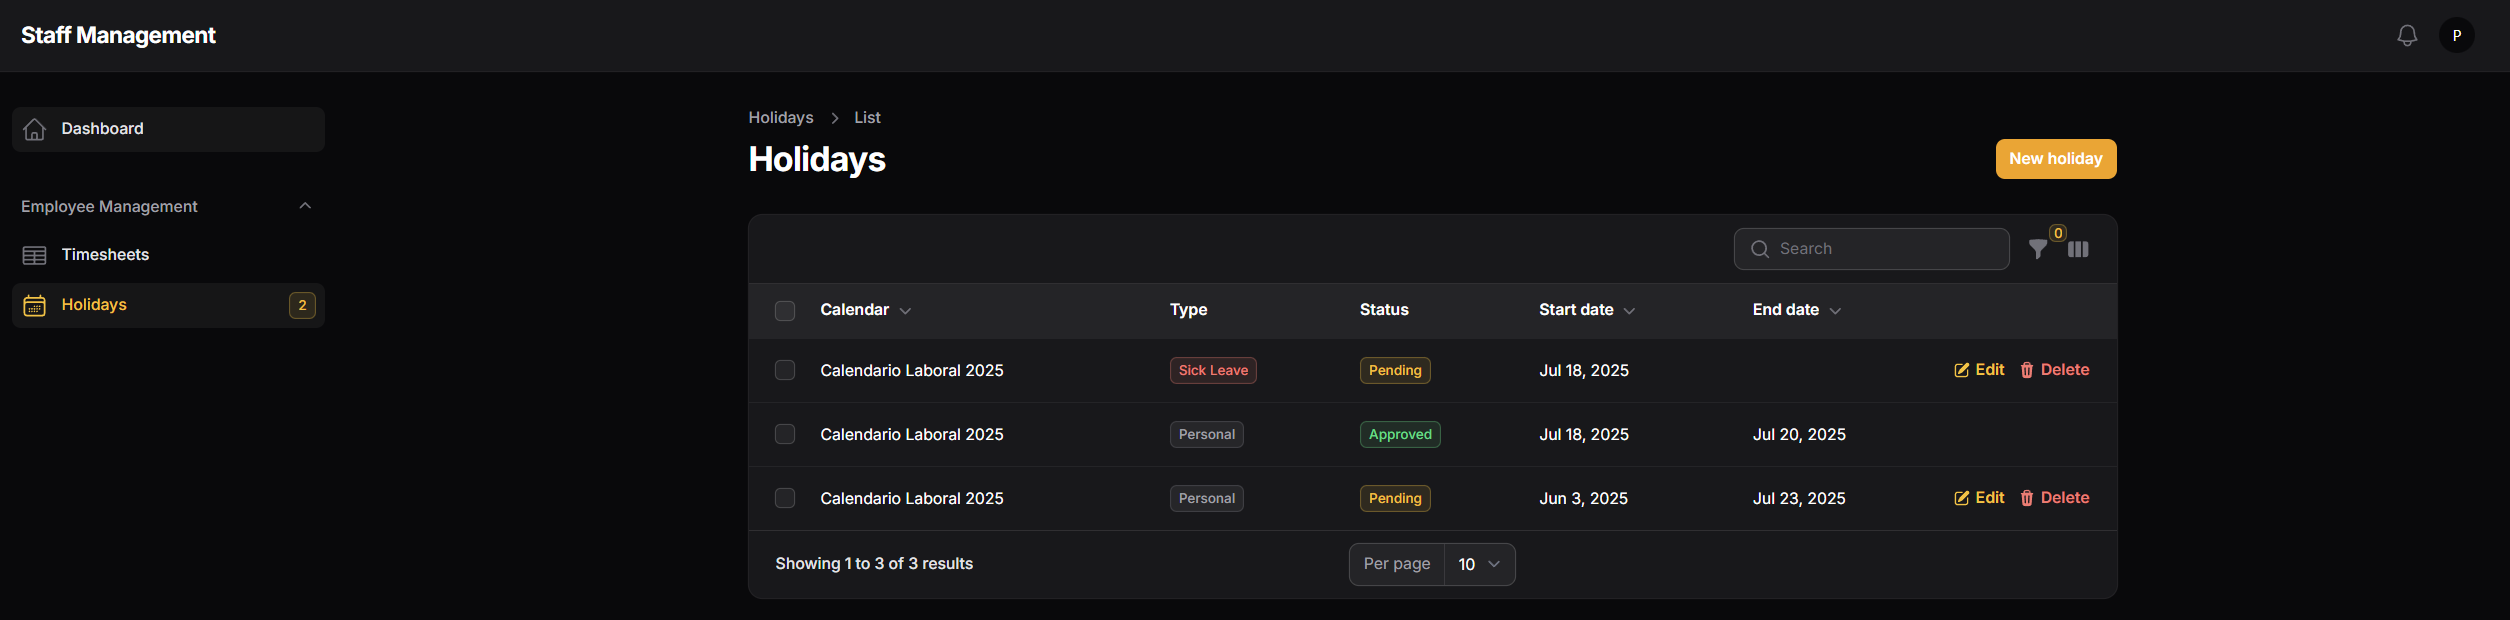 Staff Management
P
Dashboard
Employee Management
Timesheets
Holidays 2
Holidays > List
Holidays
New holiday
Search 0
Calendar Type Status Start date End date
Calendario Laboral 2025 Sick Leave Pending Jul 18, 2025 Edit Delete
Calendario Laboral 2025 Personal Approved Jul 18, 2025 Jul 20, 2025
Calendario Laboral 2025 Personal Pending Jun 3, 2025 Jul 23, 2025 Edit Delete
Showing 1 to 3 of 3 results Per page 10